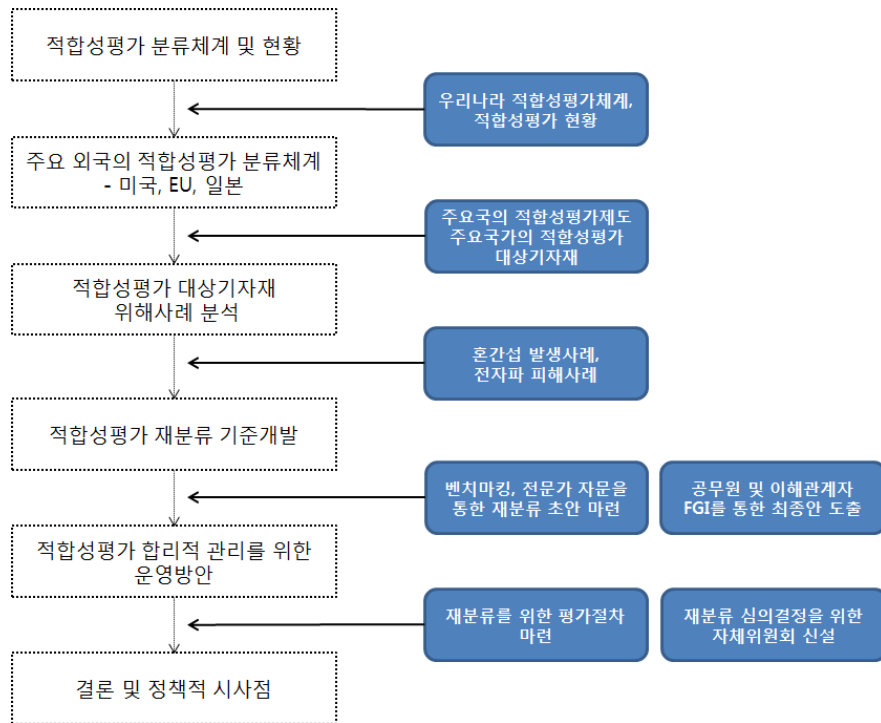 적합성평가 분류체계 및 현황
우리나라 적합성평가체계,
적합성평가 현황
주요 외국의 적합성평가 분류체계
- 미국, EU, 일본
주요국의 적합성평가제도
주요국가의 적합성평가
대상기자재
적합성평가 대상기자재
위해사례 분석
혼간섭 발생사례,
전자파 피해사례
적합성평가 재분류 기준개발
벤치마킹, 전문가 자문을
통한 재분류 초안 마련
공무원 및 이해관계자
FGI를 통한 최종안 도출
적합성평가 합리적 관리를 위한
운영방안
재분류를 위한 평가절차
마련
재분류 심의결정을 위한
자체위원회 신설
결론 및 정책적 시사점